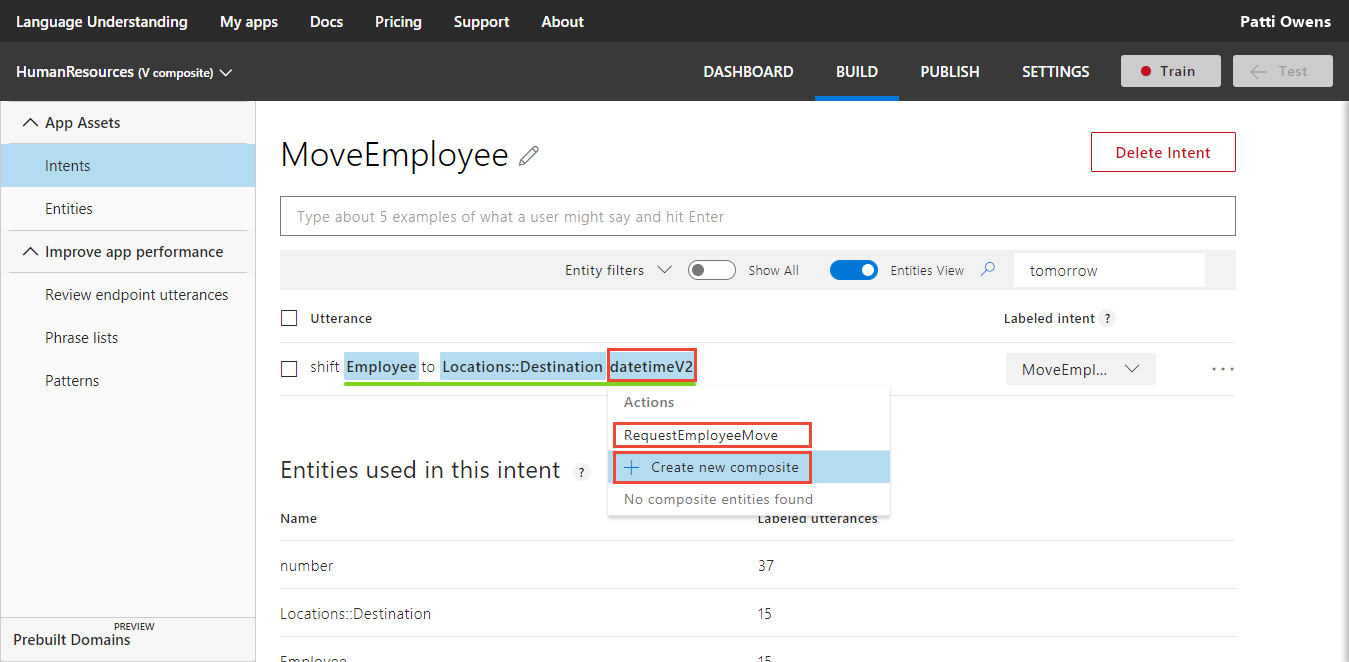 Language Understanding My apps Docs Pricing Support About Patti Owens
HumanResources (V composite) DASHBOARD BUILD PUBLISH SETTINGS Train Test
App Assets
Intents
Entities
Improve app performance
Review endpoint utterances
Phrase lists
Patterns
PREVIEW
Prebuilt Domains
MoveEmployee
Delete Intent
Type about 5 examples of what a user might say and hit Enter
Entity filters Show All Entities View tomorrow
Utterance Labeled intent ?
shift Employee to Locations::Destination datetimeV2 MoveEmpl... ...
Actions
RequestEmployeeMove
+ Create new composite
No composite entities found
Entities used in this intent ?
Name Labeled utterances
number 37
Locations::Destination 15
Employee 15